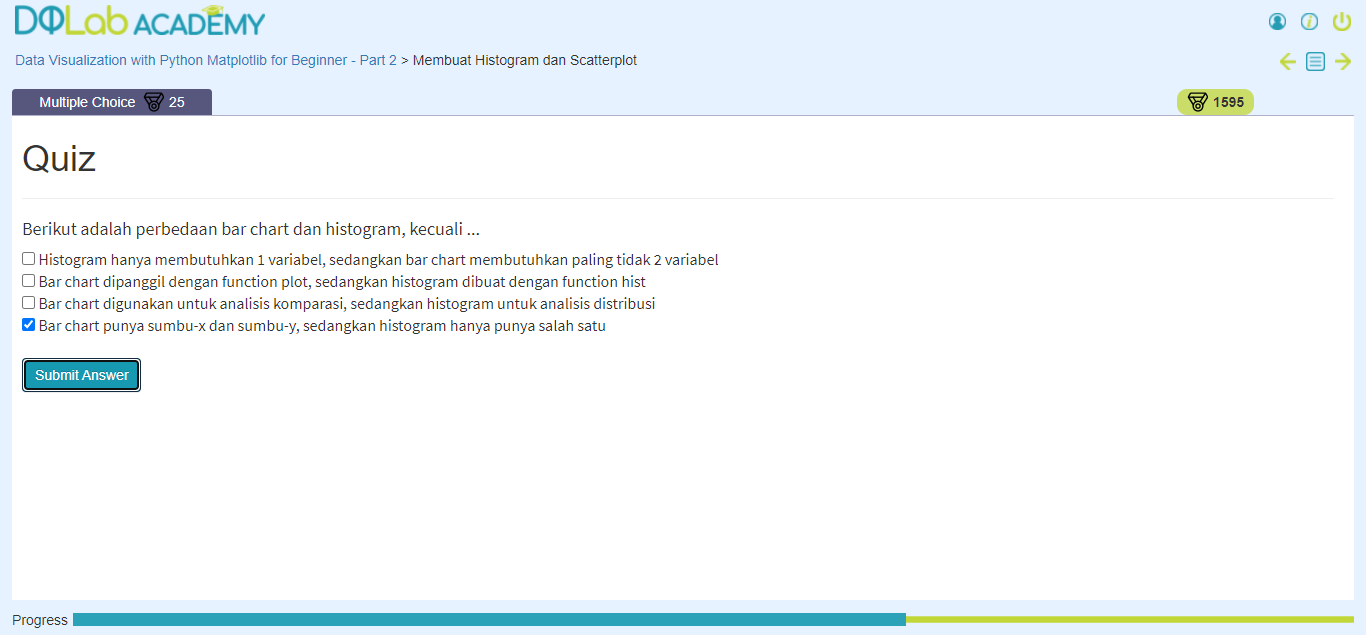 DQLab ACADEMY
Data Visualization with Python Matplotlib for Beginner - Part 2 > Membuat Histogram dan Scatterplot
Multiple Choice 25
1595
Quiz
Berikut adalah perbedaan bar chart dan histogram, kecuali ...
Histogram hanya membutuhkan 1 variabel, sedangkan bar chart membutuhkan paling tidak 2 variabel
Bar chart dipanggil dengan function plot, sedangkan histogram dibuat dengan function hist
Bar chart digunakan untuk analisis komparasi, sedangkan histogram untuk analisis distribusi
Bar chart punya sumbu-x dan sumbu-y, sedangkan histogram hanya punya salah satu
Submit Answer
Progress